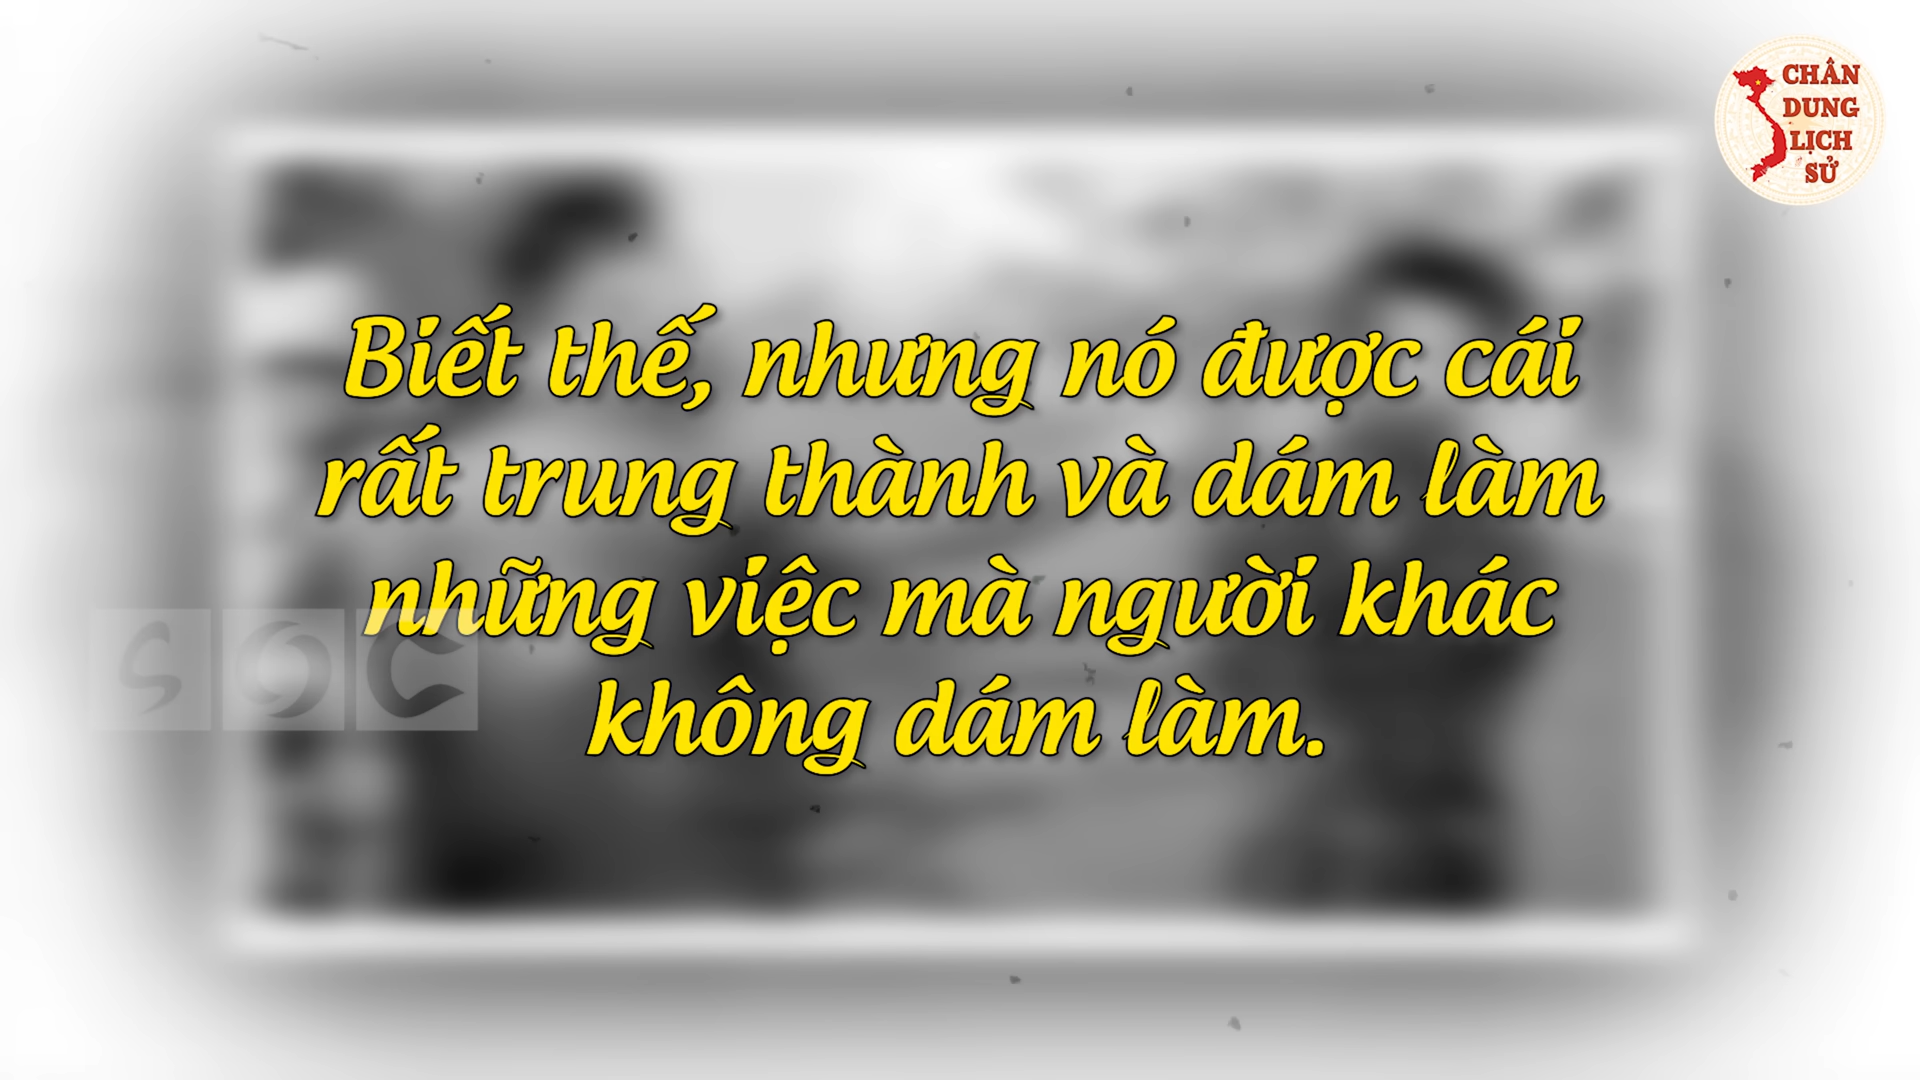 CHÂN
DUNG
LỊCH
SỬ
Biết thế, nhưng nó được cái
rất trung thành và dám làm
những việc mà người khác
không dám làm.
SOC